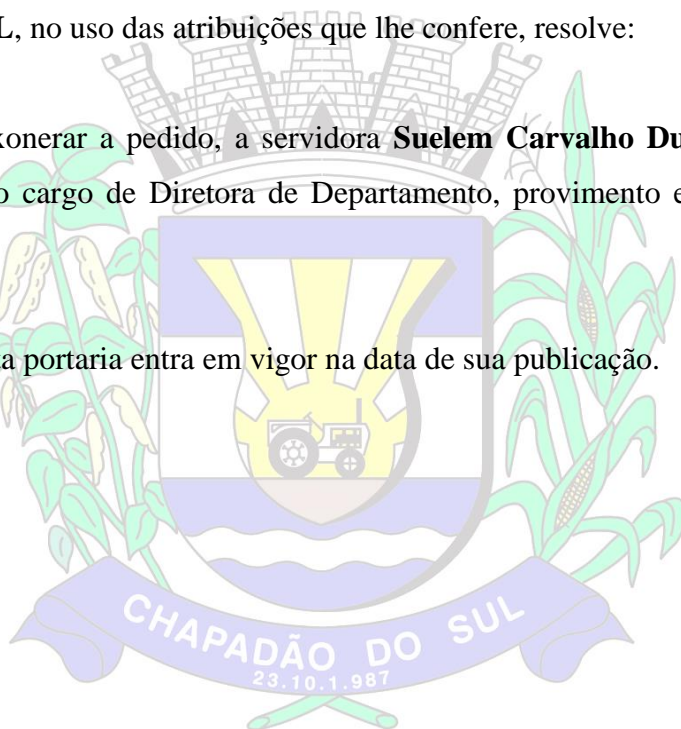 L, no uso das atribuições que lhe confere, resolve:
xonerar a pedido, a servidora Suelem Carvalho Du
o cargo de Diretora de Departamento, provimento e
ta portaria entra em vigor na data de sua publicação.
CHAPADÃO DO SUL
23.10.1.987